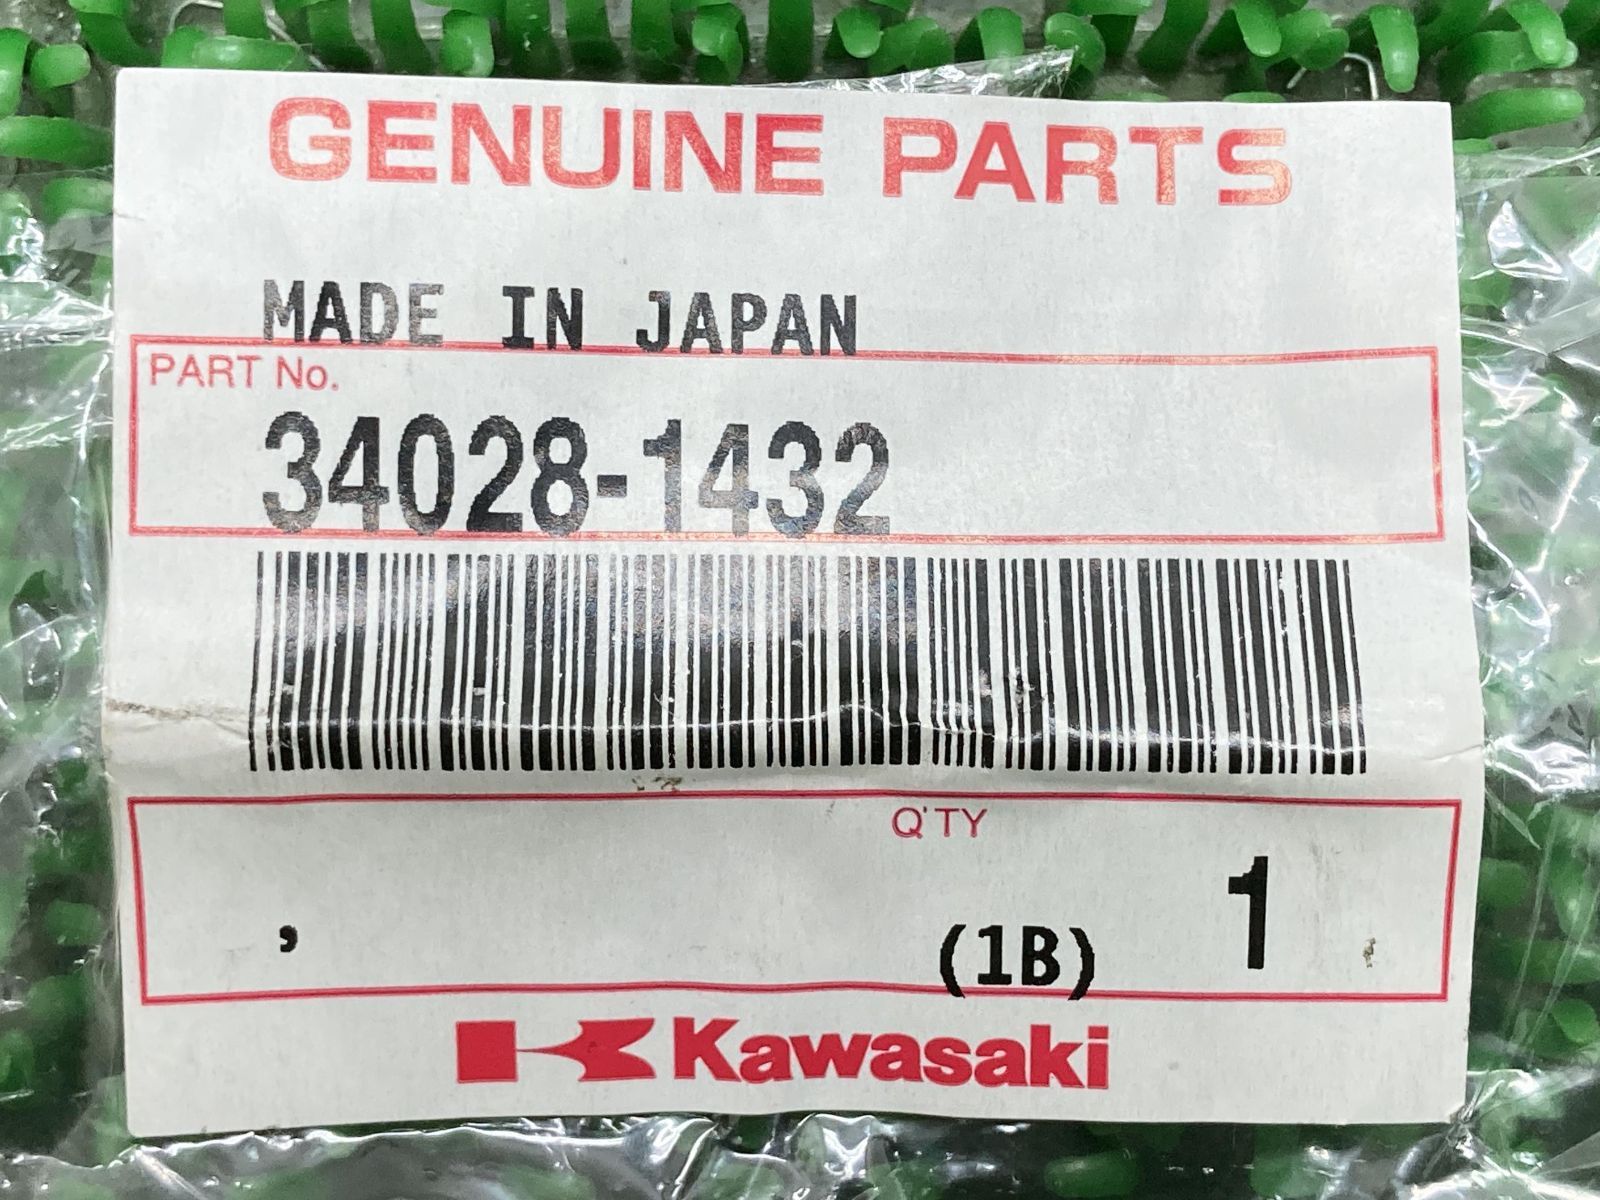 GENUINE PARTS
MADE IN JAPAN
PART No.
34028-1432
Q'TY
, (1B) 1
Kawasaki